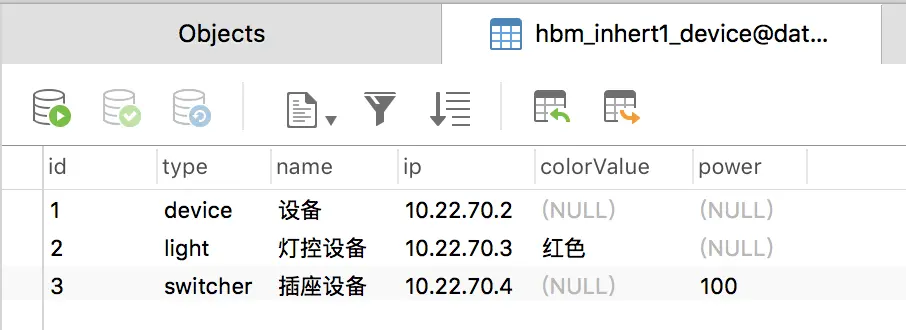 Objects
hbm_inhert1_device@dat...
id type name ip colorValue power
1 device 设备 10.22.70.2 (NULL) (NULL)
2 light 灯控设备 10.22.70.3 红色 (NULL)
3 switcher 插座设备 10.22.70.4 (NULL) 100